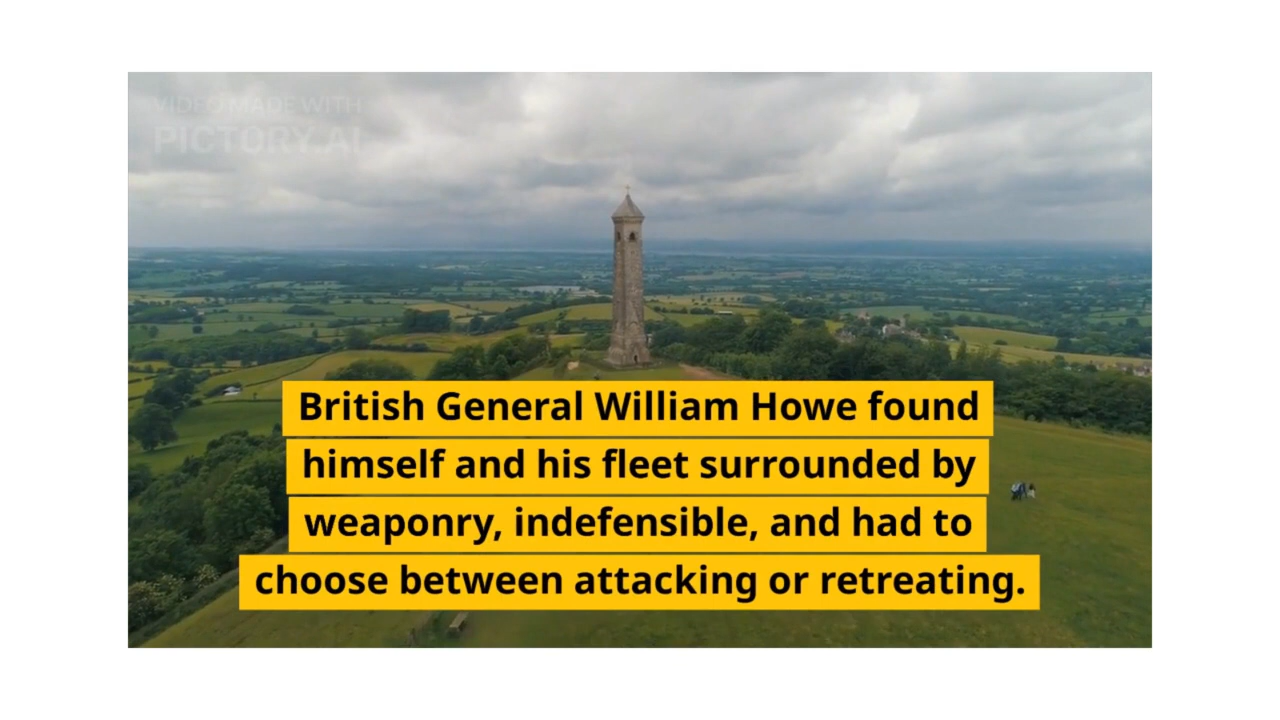 VIDEO MADE WITH
PICTORY.AI
British General William Howe found
himself and his fleet surrounded by
weaponry, indefensible, and had to
choose between attacking or retreating.